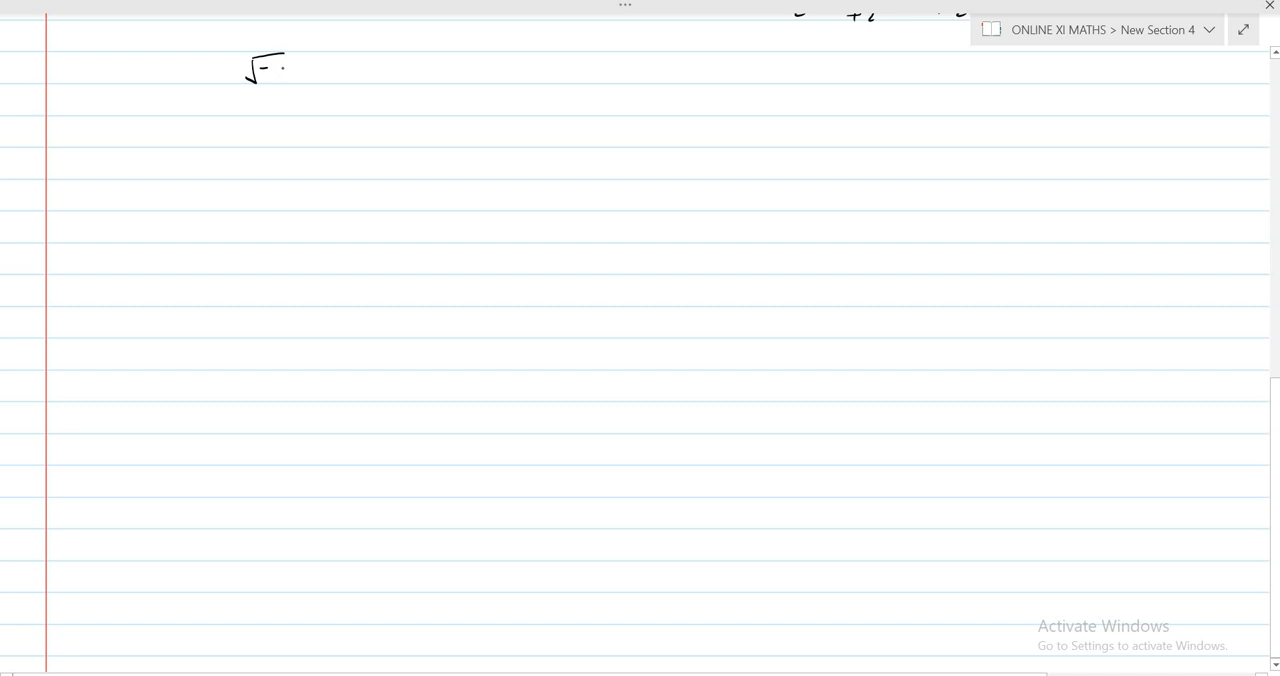 ONLINE XI MATHS > New Section 4
√-
Activate Windows
Go to Settings to activate Windows.